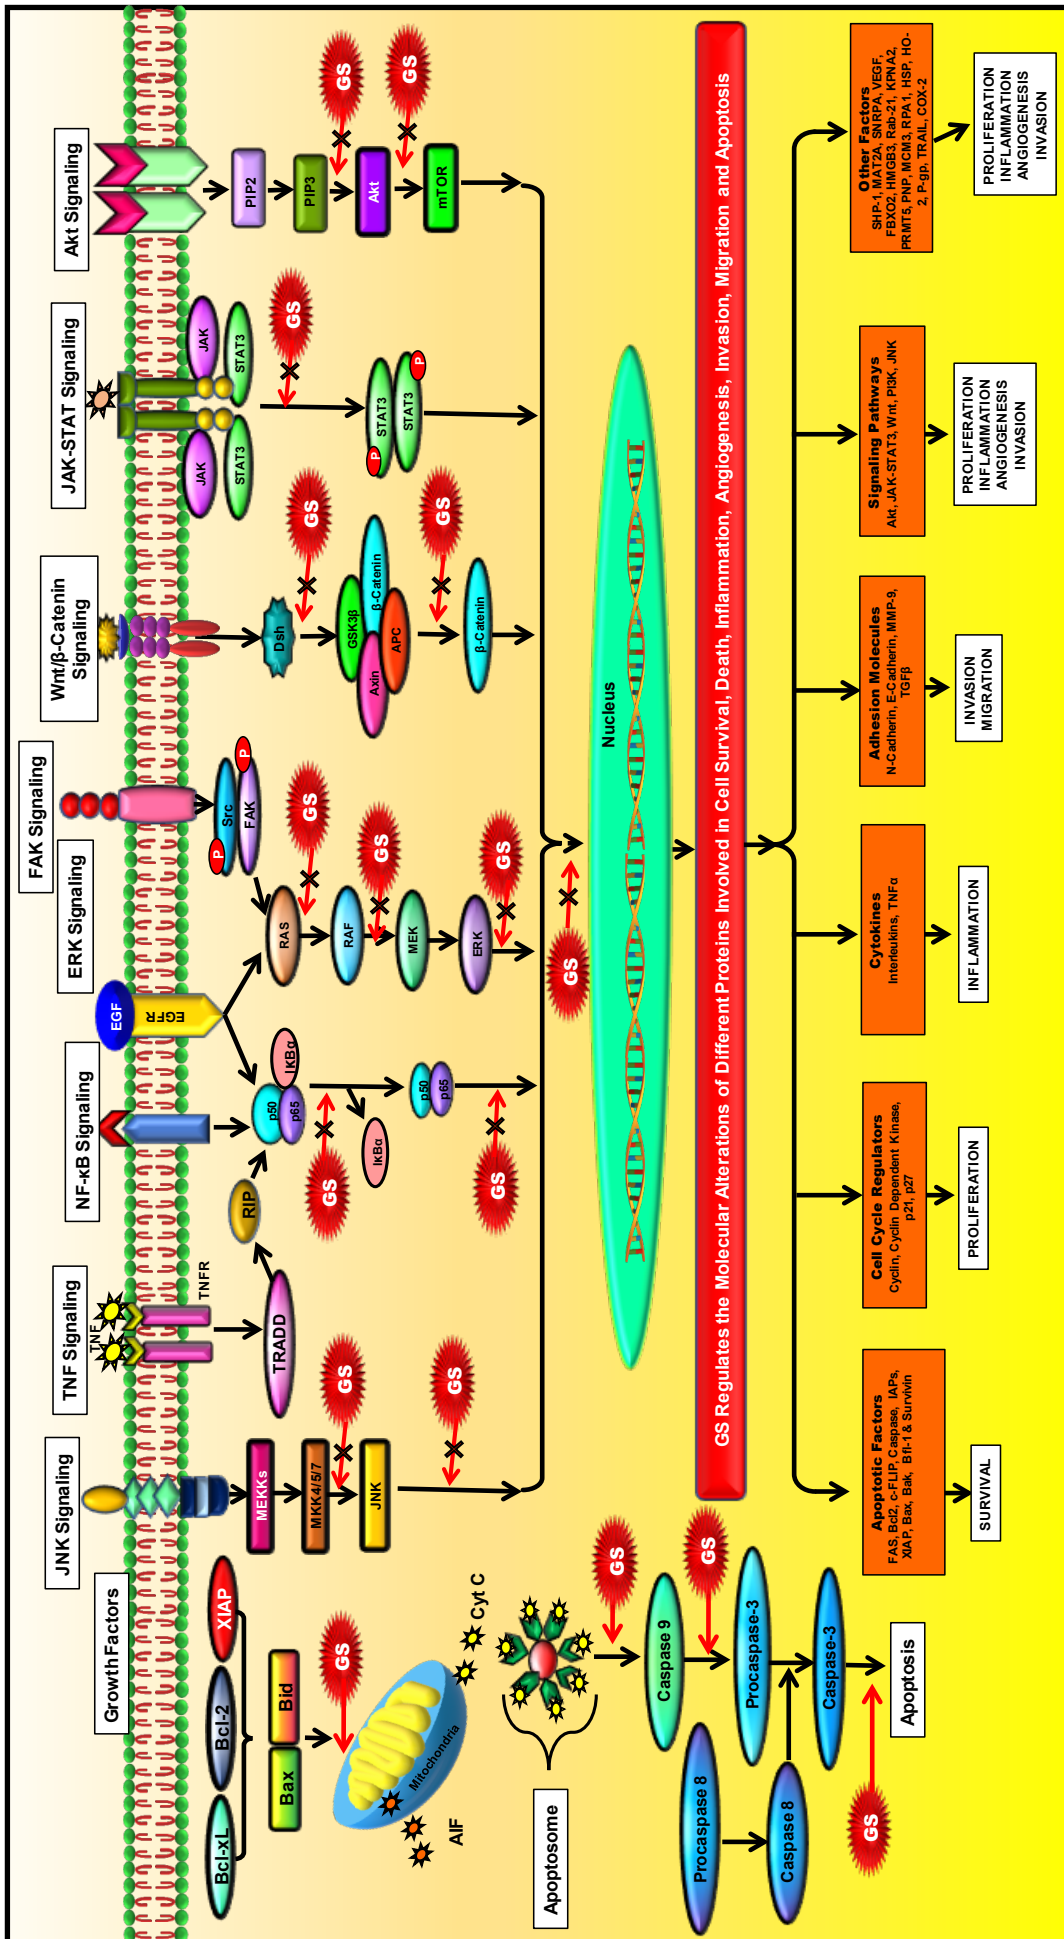 Growth Factors
JNK Signaling
TNF Signaling
NF-κB Signaling
ERK Signaling
FAK Signaling
Wnt/β-Catenin
Signaling
JAK-STAT Signaling
Akt Signaling
TNF
TNFR
EGF
EGFR
Bcl-xL
Bcl-2
XIAP
Bax
Bid
GS
Mitochondria
AIF
Cyt C
MEKKs
MKK4/5/7
GS
JNK
GS
TRADD
RIP
p50
p65
IKBα
GS
IκBα
p50
p65
GS
P
Src
FAK
P
RAS
GS
RAF
GS
MEK
ERK
GS
Dsh
GS
GSK3β
β-Catenin
Axin
APC
GS
β-Catenin
JAK
STAT3
JAK
STAT3
GS
P
STAT3
STAT3
P
PIP2
PIP3
GS
Akt
GS
mTOR
GS
Nucleus
Apoptosome
GS
Caspase 9
GS
Procaspase 8
Procaspase-3
Caspase 8
Caspase-3
GS
Apoptosis
GS Regulates the Molecular Alterations of Different Proteins Involved in Cell Survival, Death, Inflammation, Angiogenesis, Invasion, Migration and Apoptosis
Apoptotic Factors
FAS, Bcl2, c-FLIP, Caspase, IAPs,
XIAP, Bax, Bak, Bfl-1 & Survivin
SURVIVAL
Cell Cycle Regulators
Cyclin, Cyclin Dependent Kinase,
p21, p27
PROLIFERATION
Cytokines
Interleukins, TNFα
INFLAMMATION
Adhesion Molecules
N-Cadherin, E-Cadherin, MMP-9,
TGFβ
INVASION
MIGRATION
Signaling Pathways
Akt, JAK-STAT3, Wnt, PI3K, JNK
PROLIFERATION
INFLAMMATION
ANGIOGENESIS
INVASION
Other Factors
SHP-1, MAT2A, SNRPA, VEGF,
FBXO2, HMGB3, Rab-21, KPNA2,
PRMT5, PNP, MCM3, RPA1, HSP, HO-
2, P-gp, TRAIL, COX-2
PROLIFERATION
INFLAMMATION
ANGIOGENESIS
INVASION